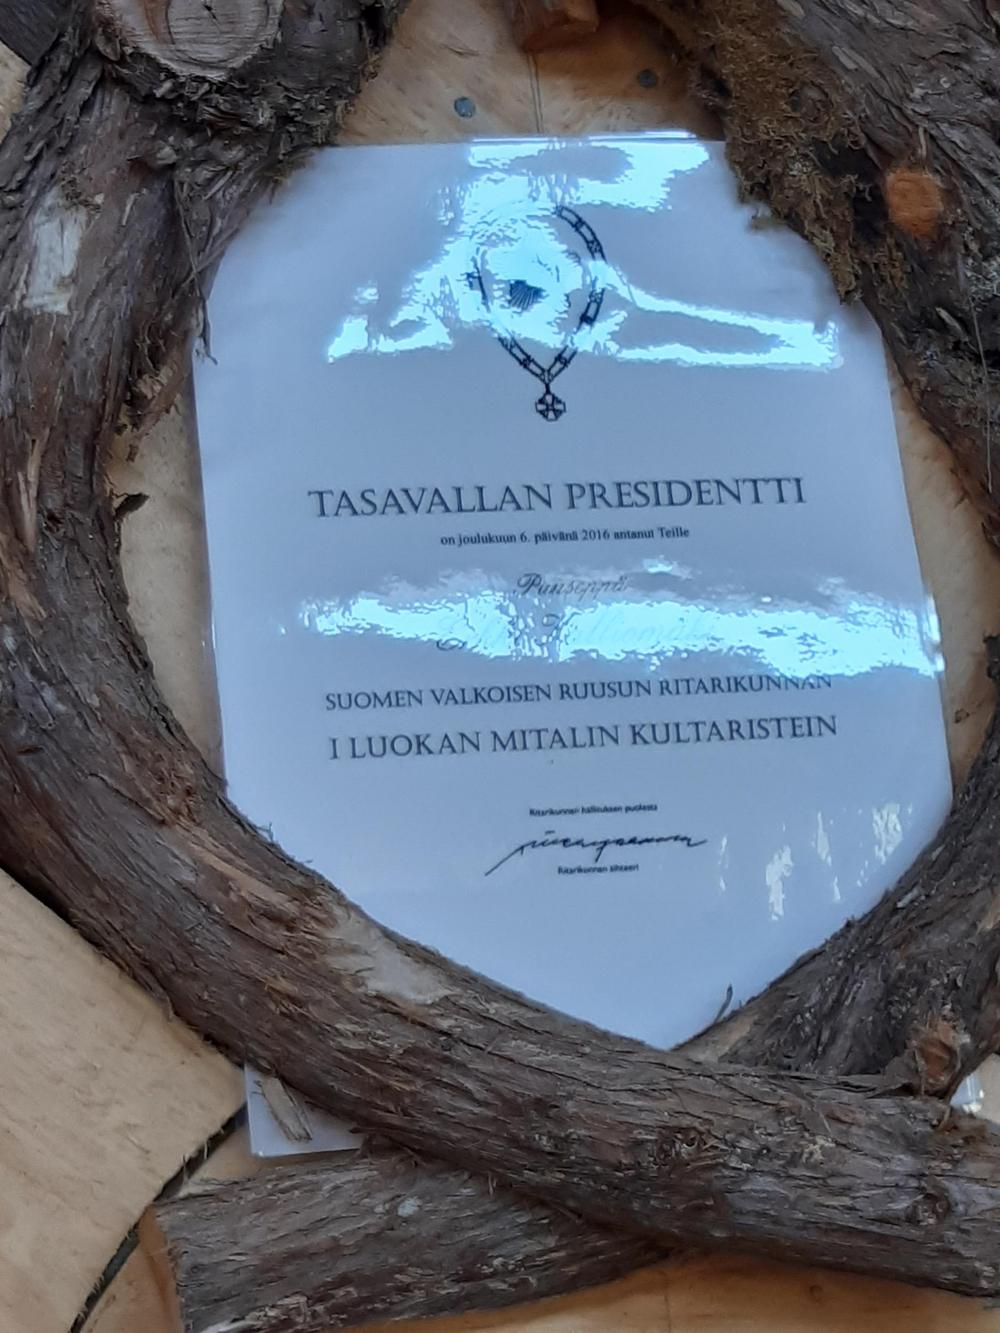 TASAVALLAN PRESIDENTTI
on joulukuun 6. päivänä 2016 antanut Teille
Puuseppä
SUOMEN VALKOISEN RUUSUN RITARIKUNNAN
I LUOKAN MITALIN KULTARISTEIN
Ritarikunnan hallituksen puolesta
Ritarikunnan sihteeri